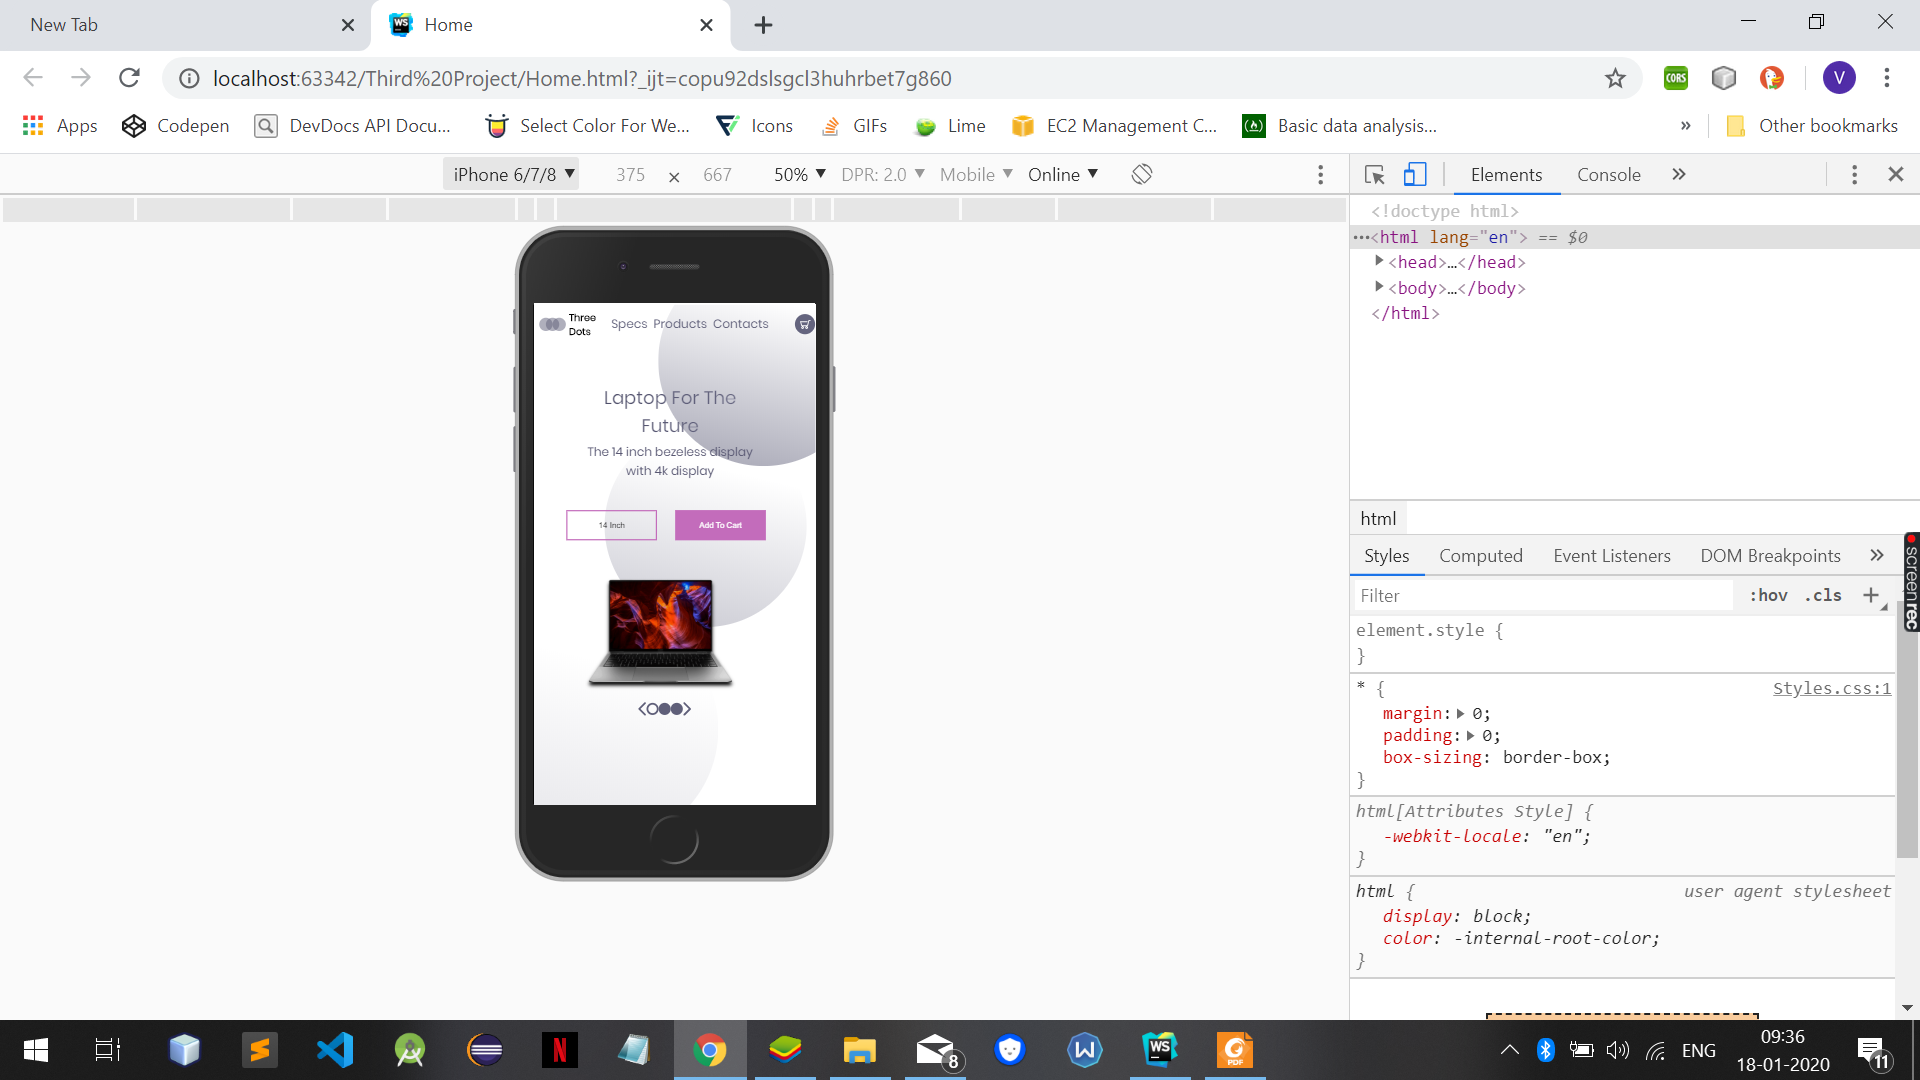 New Tab
Home
localhost:63342/Third%20Project/Home.html?_ijt=copu92dslsgcl3huhrbet7g860
CORS
V
Apps
Codepen
DevDocs API Docu...
Select Color For We...
Icons
GIFs
Lime
EC2 Management C...
Basic data analysis...
»
Other bookmarks
iPhone 6/7/8
375
×
667
50%
DPR: 2.0
Mobile
Online
Elements
Console
»
<!doctype html>
...<html lang="en"> == $0
<head>…</head>
<body>…</body>
</html>
Three
Dots
Specs Products Contacts
Laptop For The
Future
The 14 inch bezeless display
with 4k display
14 Inch
Add To Cart
html
Styles
Computed
Event Listeners
DOM Breakpoints
»
Filter
:hov .cls +
element.style {
}
* {
Styles.css:1
margin: 0;
padding: 0;
box-sizing: border-box;
}
html[Attributes Style] {
-webkit-locale: "en";
}
html {
user agent stylesheet
display: block;
color: -internal-root-color;
}
screenrec
N
WS
PDF
8
ENG
09:36
18-01-2020
11